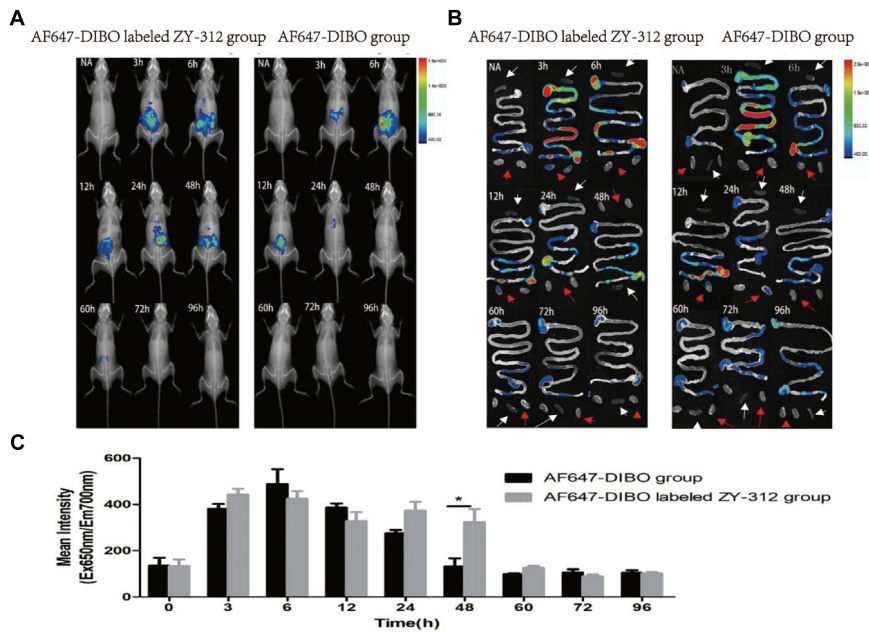 A
AF647-DIBO labeled ZY-312 group AF647-DIBO group
NA 3h 6h 3h 6h
12h 24h 48h 12h 24h 48h
60h 72h 96h 60h 72h 96h
B
AF647-DIBO labeled ZY-312 group AF647-DIBO group
NA 3h 6h NA 3h 6h
12h 24h 48h 12h 24h 48h
60h 72h 96h 60h 72h 96h
400.00
C
Mean Intensity
(Ex650nm/Em700nm)
600
400
200
0
AF647-DIBO group
AF647-DIBO labeled ZY-312 group
*
0 3 6 12 24 48 60 72 96
Time(h)